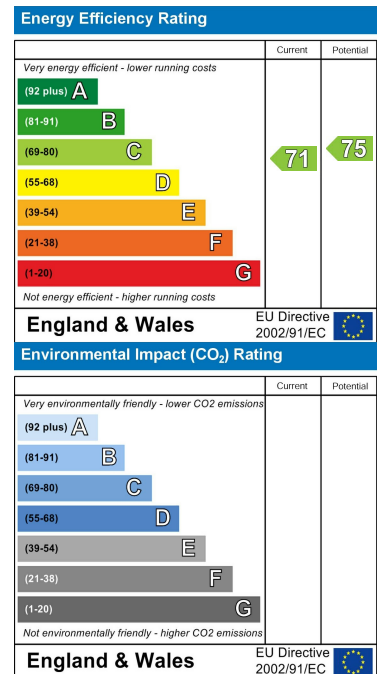 Energy Efficiency Rating
Current Potential
Very energy efficient - lower running costs
(92 plus) A
(81-91) B
(69-80) C
71 75
(55-68) D
(39-54) E
(21-38) F
(1-20) G
Not energy efficient - higher running costs
England & Wales
EU Directive
2002/91/EC
Environmental Impact (CO₂) Rating
Current Potential
Very environmentally friendly - lower CO2 emissions
(92 plus) A
(81-91) B
(69-80) C
(55-68) D
(39-54) E
(21-38) F
(1-20) G
Not environmentally friendly - higher CO2 emissions
England & Wales
EU Directive
2002/91/EC